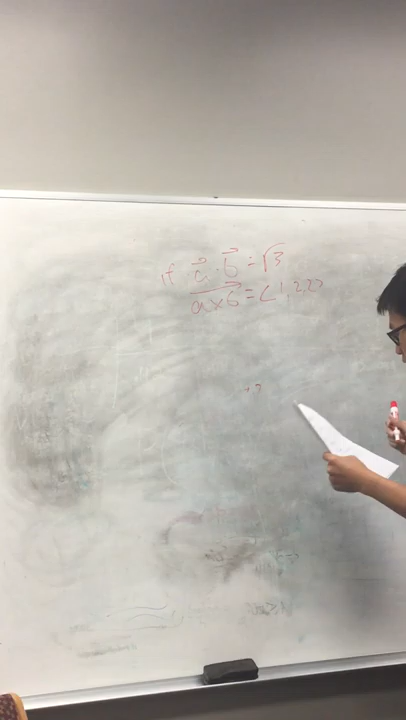 if a⃗ · b⃗ = √3
a×b = <1,2,2>